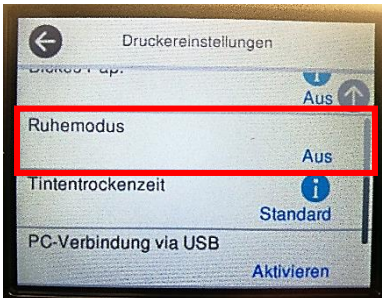 Druckereinstellungen
Aus
Ruhemodus
Aus
Tintentrockenzeit
Standard
PC-Verbindung via USB
Aktivieren